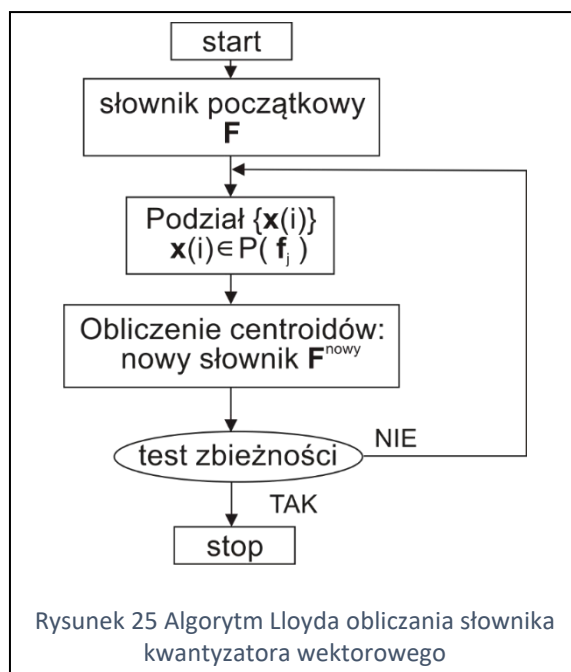 start
słownik początkowy
F
Podział {x(i)}
x(i)∈P( fⱼ )
Obliczenie centroidów:
nowy słownik Fⁿᵒʷʸ
test zbieżności
NIE
TAK
stop
Rysunek 25 Algorytm Lloyda obliczania słownika
kwantyzatora wektorowego